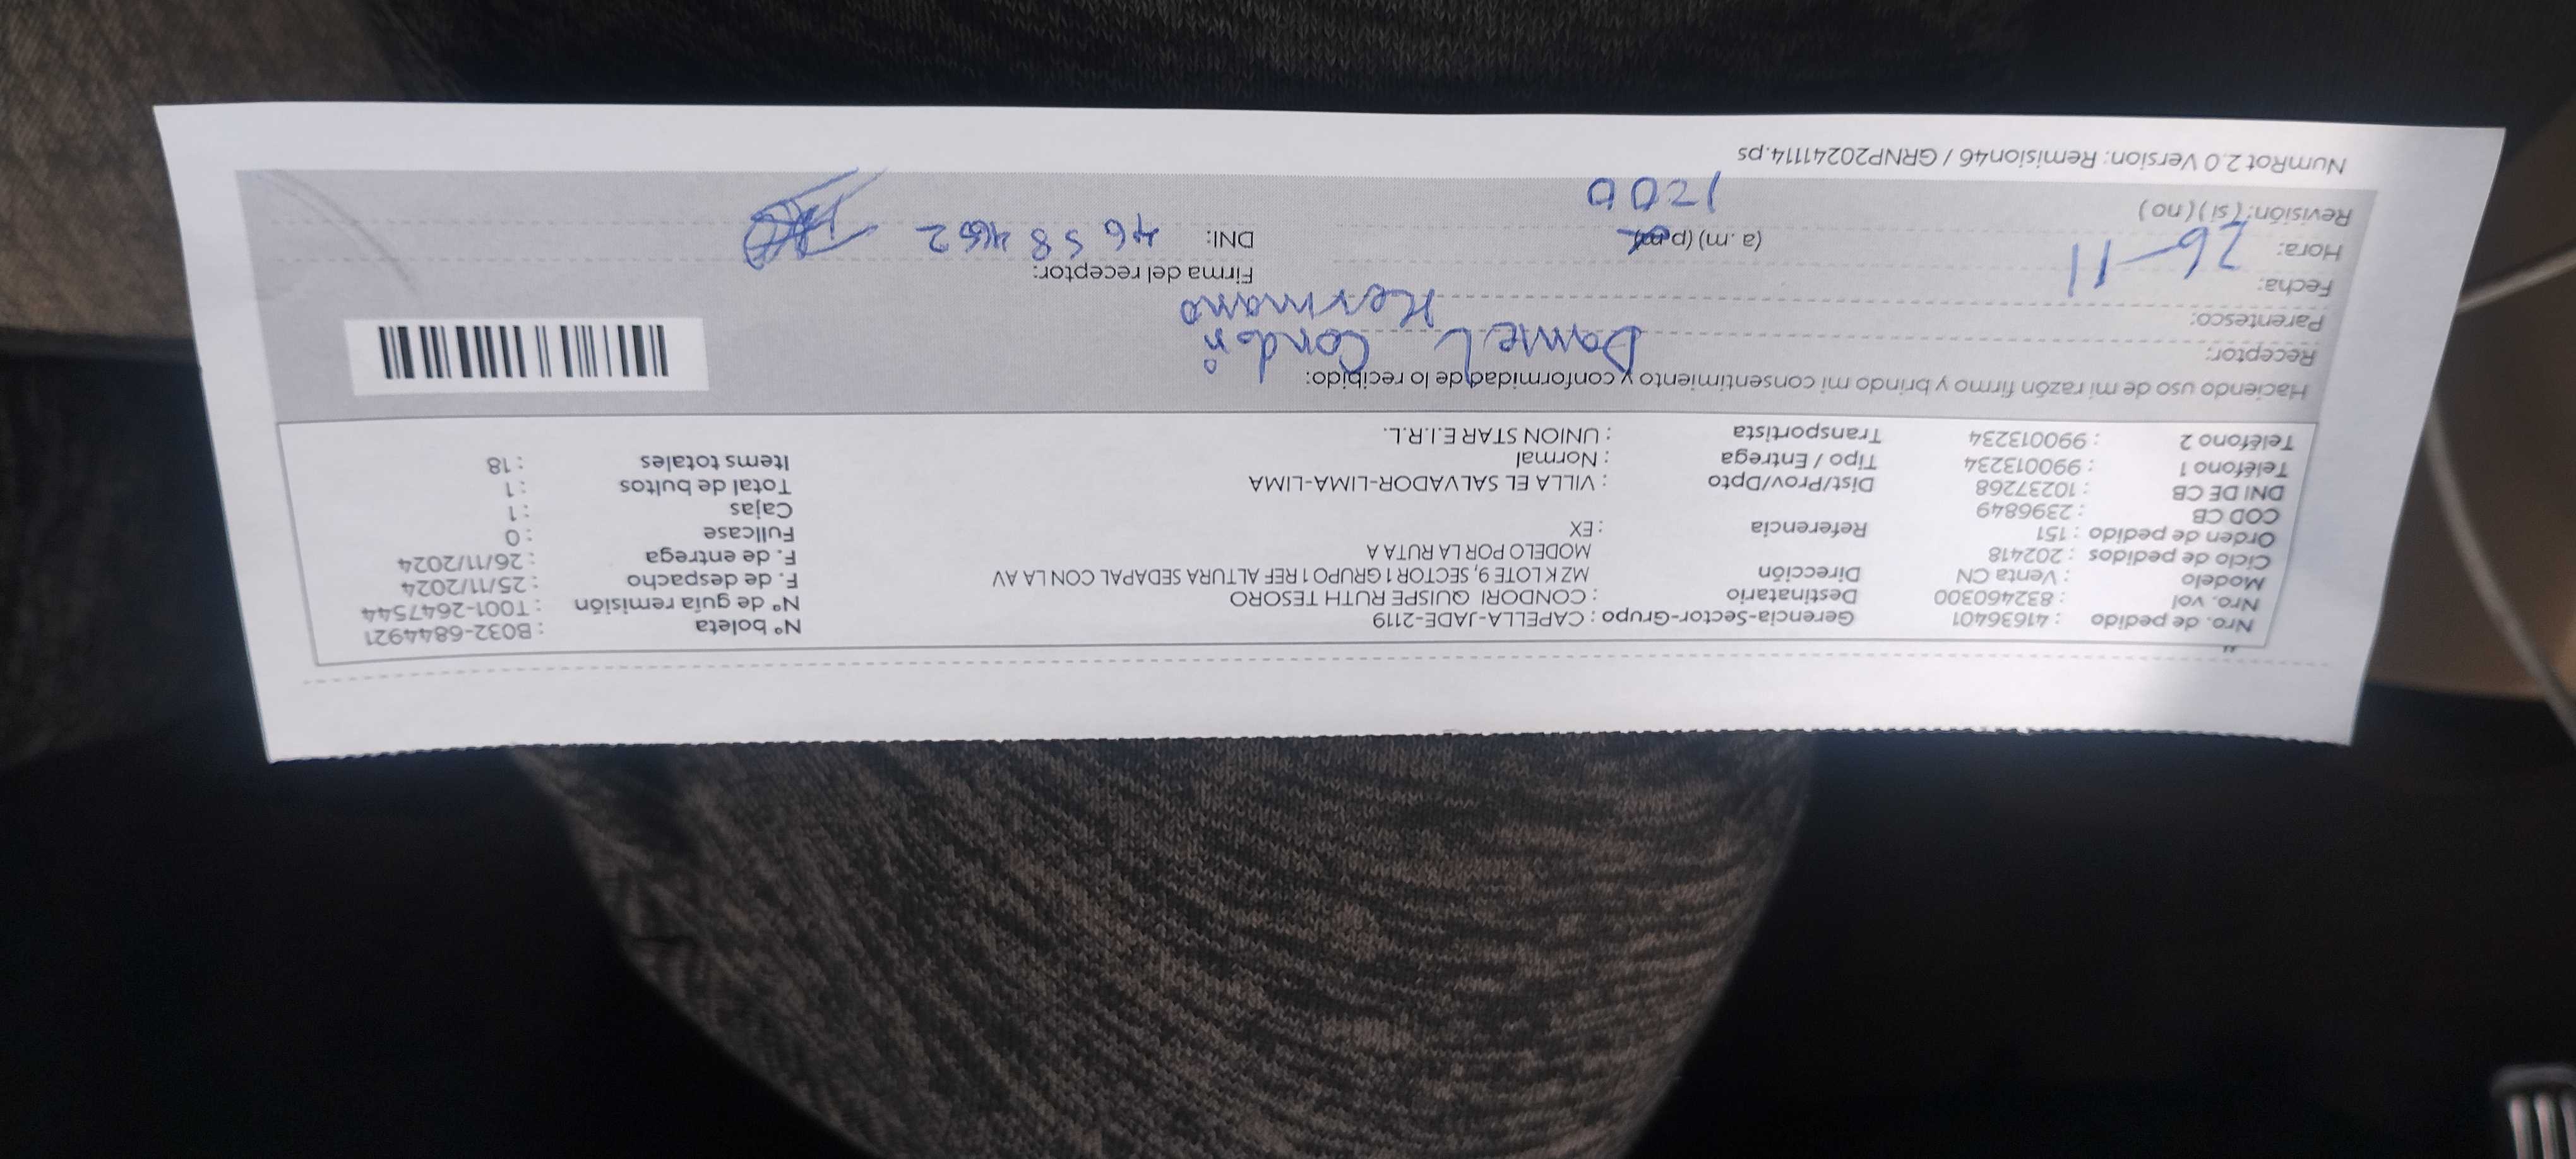 Nro. de pedido : 41636401 Gerencia-Sector-Grupo : CAPELLA-JADE-2119 Nº boleta : B032-6844921
Nro. vol : 832460300 Destinatario : CONDORI QUISPE RUTH TESORO Nº de guía remisión : T001-2647544
Modelo : Venta CN Dirección MZ K LOTE 9, SECTOR 1 GRUPO 1 REF ALTURA SEDAPAL CON LA AV F. de despacho : 25/11/2024
Ciclo de pedidos : 202418 MODELO POR LA RUTA A F. de entrega : 26/11/2024
Orden de pedido : 151 Referencia : EX Fullcase : 0
COD CB : 2396849 Cajas : 1
DNI DE CB : 10237268 Dist/Prov/Dpto : VILLA EL SALVADOR-LIMA-LIMA Total de bultos : 1
Teléfono 1 : 990013234 Tipo / Entrega : Normal Items totales : 18
Teléfono 2 : 990013234 Transportista : UNION STAR E.I.R.L.
Haciendo uso de mi razón firmo y brindo mi consentimiento y conformidad de lo recibido:
Receptor: Daniel Condori
Parentesco: Hermano
Fecha: 26-11 Firma del receptor:
Hora: (a.m.) (p.m) DNI:
Revisión: (si) (no) 1200
NumRot 2.0 Version: Remision46 / GRNP20241114.ps